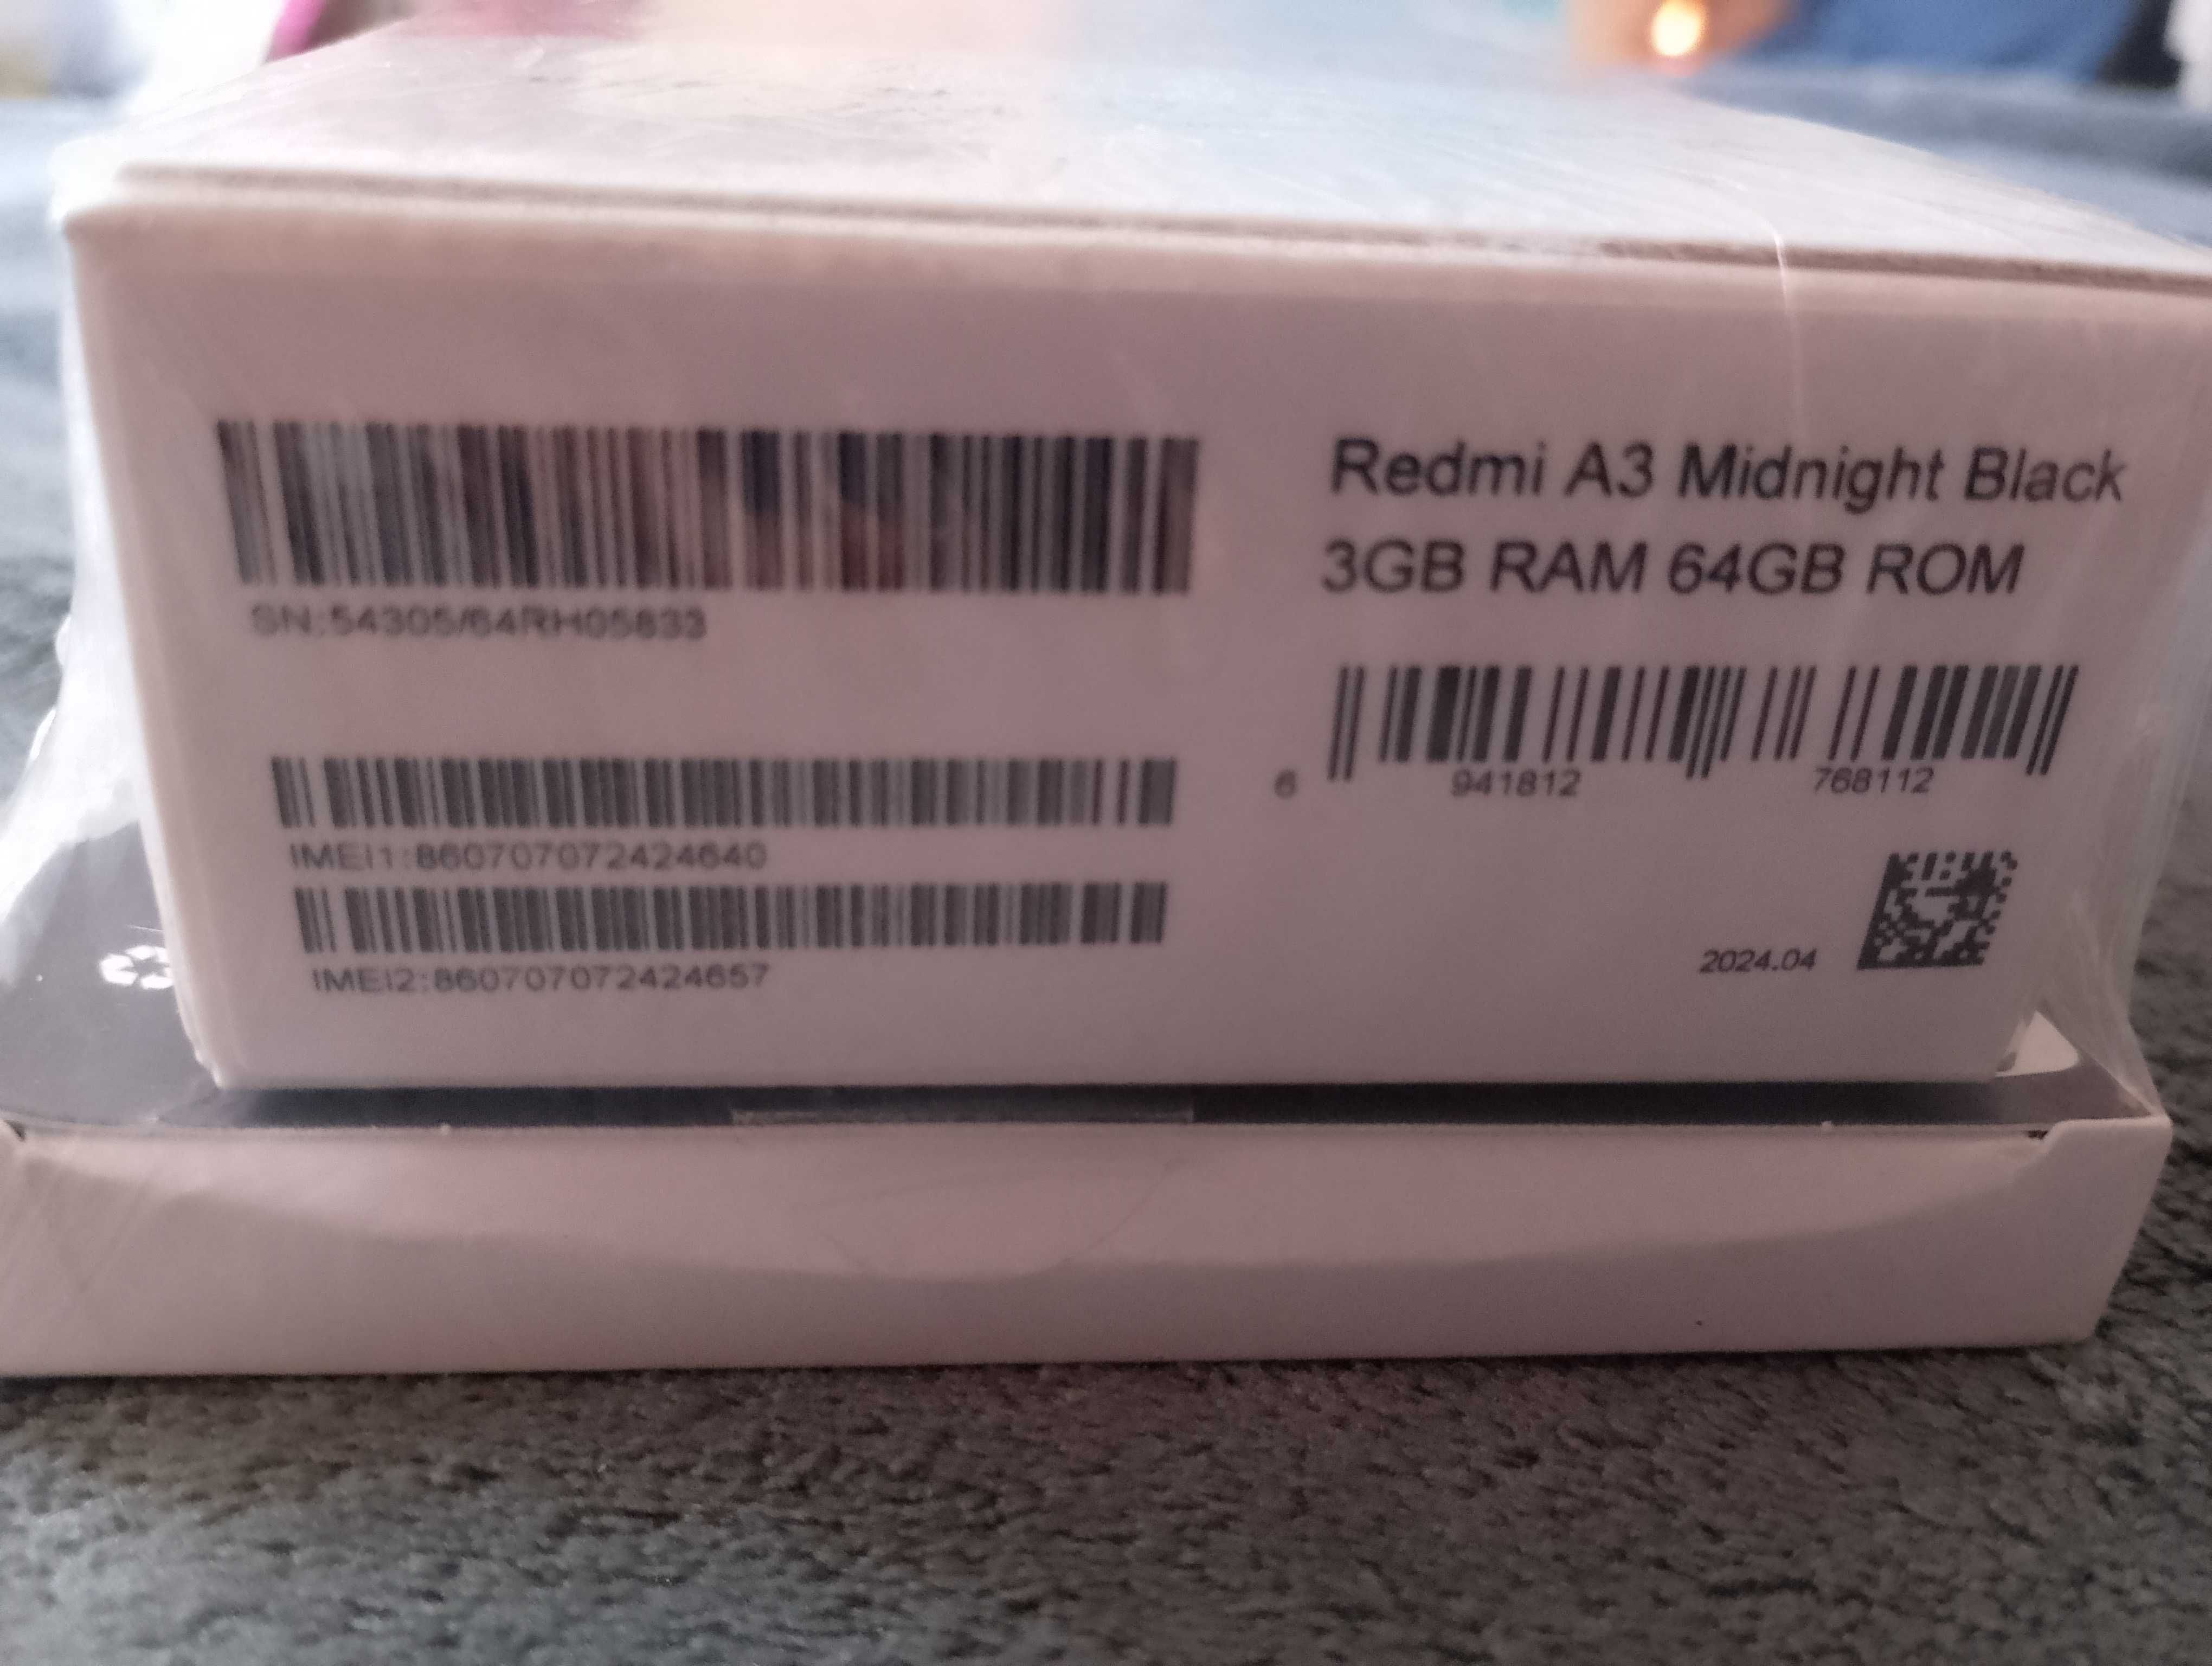 SN:54305/64RH05833
IMEI1:860707072424640
IMEI2:860707072424657
Redmi A3 Midnight Black
3GB RAM 64GB ROM
6 941812 768112
2024.04